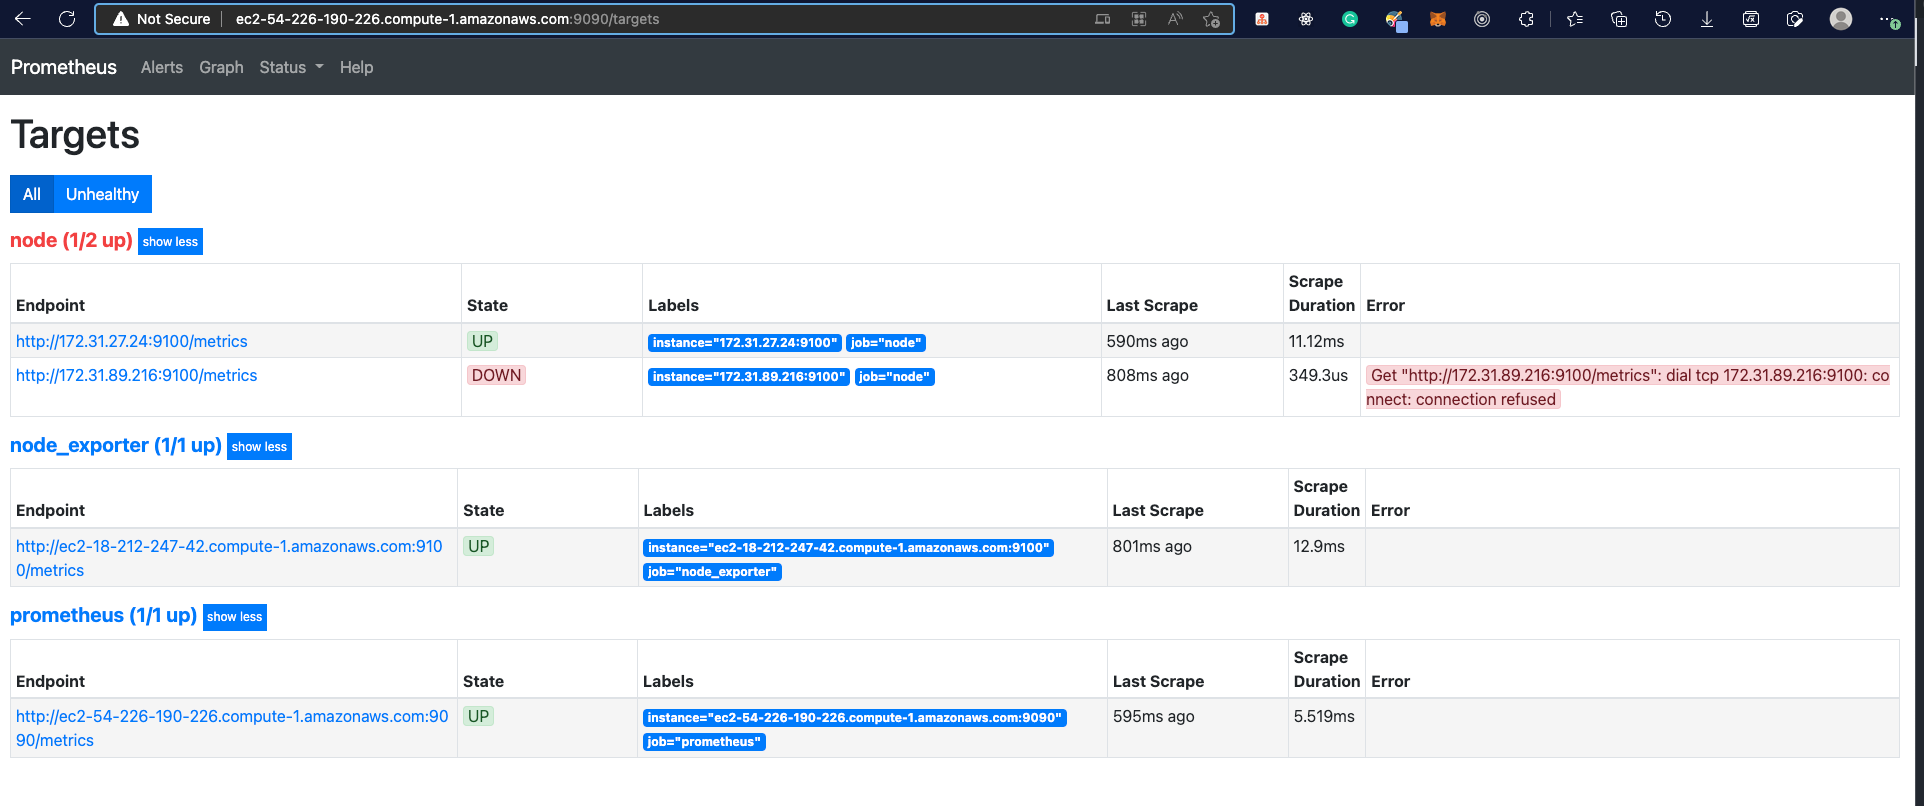 Not Secure ec2-54-226-190-226.compute-1.amazonaws.com:9090/targets
Prometheus Alerts Graph Status Help
Targets
All Unhealthy
node (1/2 up) show less
Endpoint State Labels Last Scrape Scrape Duration Error
http://172.31.27.24:9100/metrics UP instance="172.31.27.24:9100" job="node" 590ms ago 11.12ms
http://172.31.89.216:9100/metrics DOWN instance="172.31.89.216:9100" job="node" 808ms ago 349.3us Get "http://172.31.89.216:9100/metrics": dial tcp 172.31.89.216:9100: co
nnect: connection refused
node_exporter (1/1 up) show less
Endpoint State Labels Last Scrape Scrape Duration Error
http://ec2-18-212-247-42.compute-1.amazonaws.com:910
0/metrics UP instance="ec2-18-212-247-42.compute-1.amazonaws.com:9100"
job="node_exporter" 801ms ago 12.9ms
prometheus (1/1 up) show less
Endpoint State Labels Last Scrape Scrape Duration Error
http://ec2-54-226-190-226.compute-1.amazonaws.com:90
90/metrics UP instance="ec2-54-226-190-226.compute-1.amazonaws.com:9090"
job="prometheus" 595ms ago 5.519ms